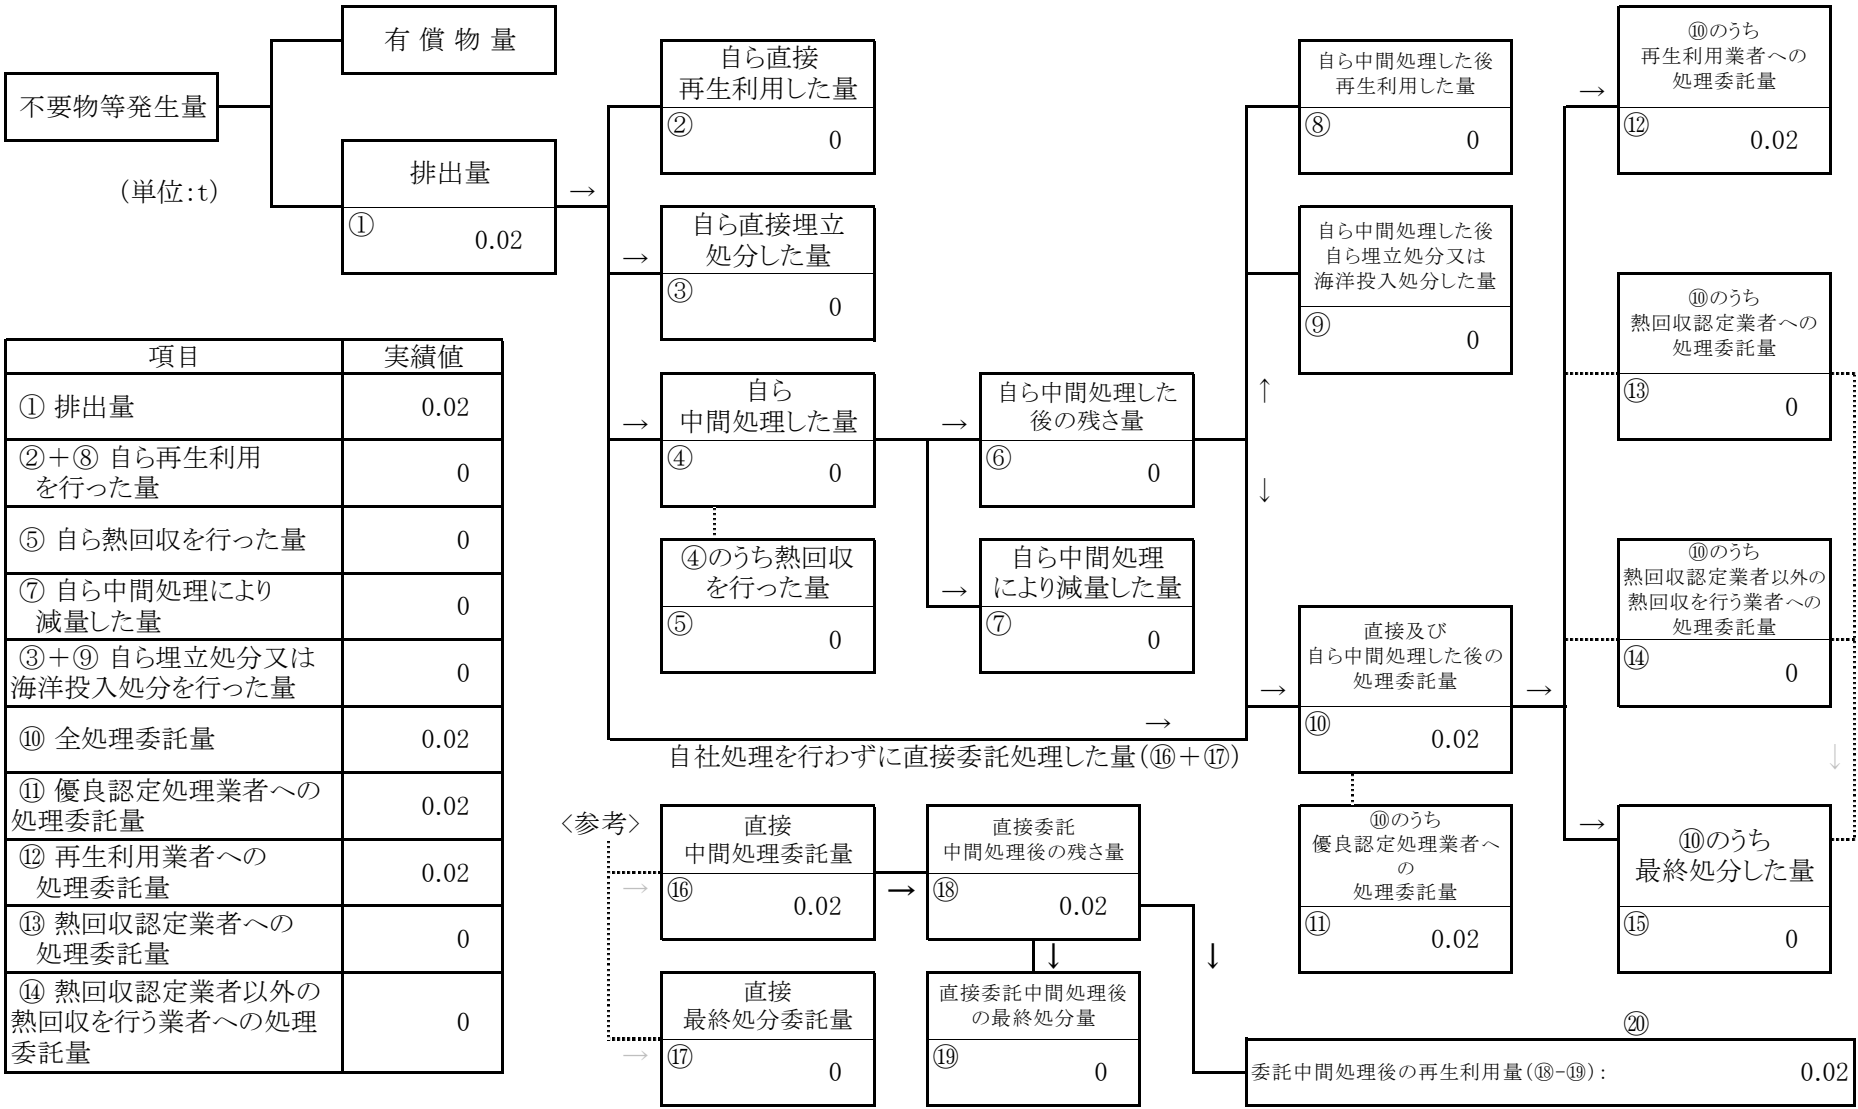 有 償 物 量
不要物等発生量
排出量
①
0.02
(単位:t)
→
自ら直接
再生利用した量
②
0
→
自ら直接埋立
処分した量
③
0
→
自ら
中間処理した量
④
0
④のうち熱回収
を行った量
⑤
0
→
自ら中間処理した
後の残さ量
⑥
0
→
自ら中間処理
により減量した量
⑦
0
自ら中間処理した後
再生利用した量
⑧
0
自ら中間処理した後
自ら埋立処分又は
海洋投入処分した量
⑨
0
↑
↓
→
自社処理を行わずに直接委託処理した量(⑯+⑰)
→
直接及び
自ら中間処理した後の
処理委託量
⑩
0.02
⑩のうち
優良認定処理業者へ
の
処理委託量
⑪
0.02
→
→
⑩のうち
再生利用業者への
処理委託量
⑫
0.02
⑩のうち
熱回収認定業者への
処理委託量
⑬
0
⑩のうち
熱回収認定業者以外の
熱回収を行う業者への
処理委託量
⑭
0
↓
→
⑩のうち
最終処分した量
⑮
0
項目 実績値
① 排出量 0.02
②+⑧ 自ら再生利用
を行った量
0
⑤ 自ら熱回収を行った量 0
⑦ 自ら中間処理により
減量した量
0
③+⑨ 自ら埋立処分又は
海洋投入処分を行った量
0
⑩ 全処理委託量 0.02
⑪ 優良認定処理業者への
処理委託量
0.02
⑫ 再生利用業者への
処理委託量
0.02
⑬ 熱回収認定業者への
処理委託量
0
⑭ 熱回収認定業者以外の
熱回収を行う業者への処理
委託量
0
<参考>
→
直接
中間処理委託量
⑯
0.02
→
直接委託
中間処理後の残さ量
⑱
0.02
→
直接
最終処分委託量
⑰
0
↓
直接委託中間処理後
の最終処分量
⑲
0
↓
⑳
委託中間処理後の再生利用量(⑱-⑲): 0.02